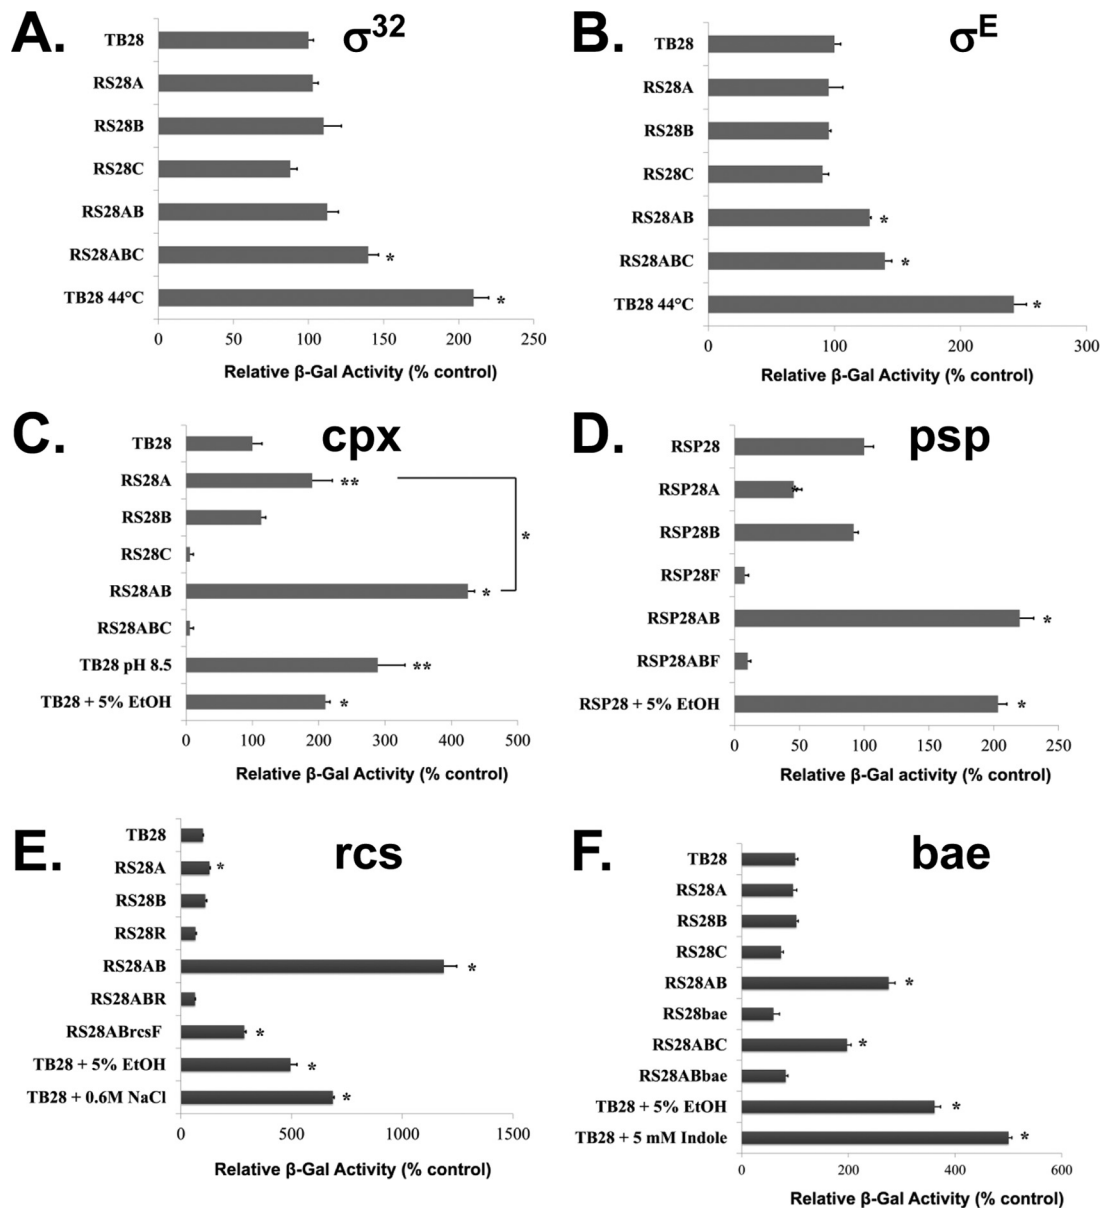 A. σ32
TB28
RS28A
RS28B
RS28C
RS28AB
RS28ABC *
TB28 44°C *
0 50 100 150 200 250
Relative β-Gal Activity (% control)
B. σE
TB28
RS28A
RS28B
RS28C
RS28AB *
RS28ABC *
TB28 44°C *
0 100 200 300
Relative β-Gal Activity (% control)
C. cpx
TB28
RS28A **
*
RS28B
RS28C
RS28AB *
RS28ABC
TB28 pH 8.5 **
TB28 + 5% EtOH *
0 100 200 300 400 500
Relative β-Gal Activity (% control)
D. psp
RSP28
RSP28A *
RSP28B
RSP28F
RSP28AB *
RSP28ABF
RSP28 + 5% EtOH *
0 50 100 150 200 250
Relative β-Gal activity (% control)
E. rcs
TB28
RS28A *
RS28B
RS28R
RS28AB *
RS28ABR
RS28ABrcsF *
TB28 + 5% EtOH *
TB28 + 0.6M NaCl *
0 500 1000 1500
Relative β-Gal Activity (% control)
F. bae
TB28
RS28A
RS28B
RS28C
RS28AB *
RS28bae
RS28ABC *
RS28ABbae
TB28 + 5% EtOH *
TB28 + 5 mM Indole *
0 200 400 600
Relative β-Gal Activity (% control)